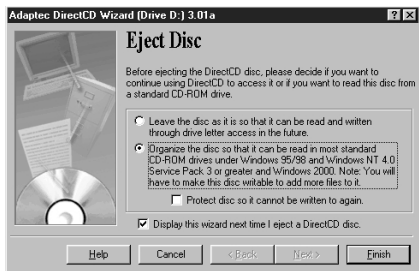 Adaptec DirectCD Wizard (Drive D:) 3.01a
Eject Disc
Before ejecting the DirectCD disc, please decide if you want to
continue using DirectCD to access it or if you want to read this disc from
a standard CD-ROM drive.
Leave the disc as it is so that it can be read and written
through drive letter access in the future.
Organize the disc so that it can be read in most standard
CD-ROM drives under Windows 95/98 and Windows NT 4.0
Service Pack 3 or greater and Windows 2000. Note: You will
have to make this disc writable to add more files to it.
Protect disc so it cannot be written to again.
Display this wizard next time I eject a DirectCD disc.
Help Cancel < Back Next > Finish